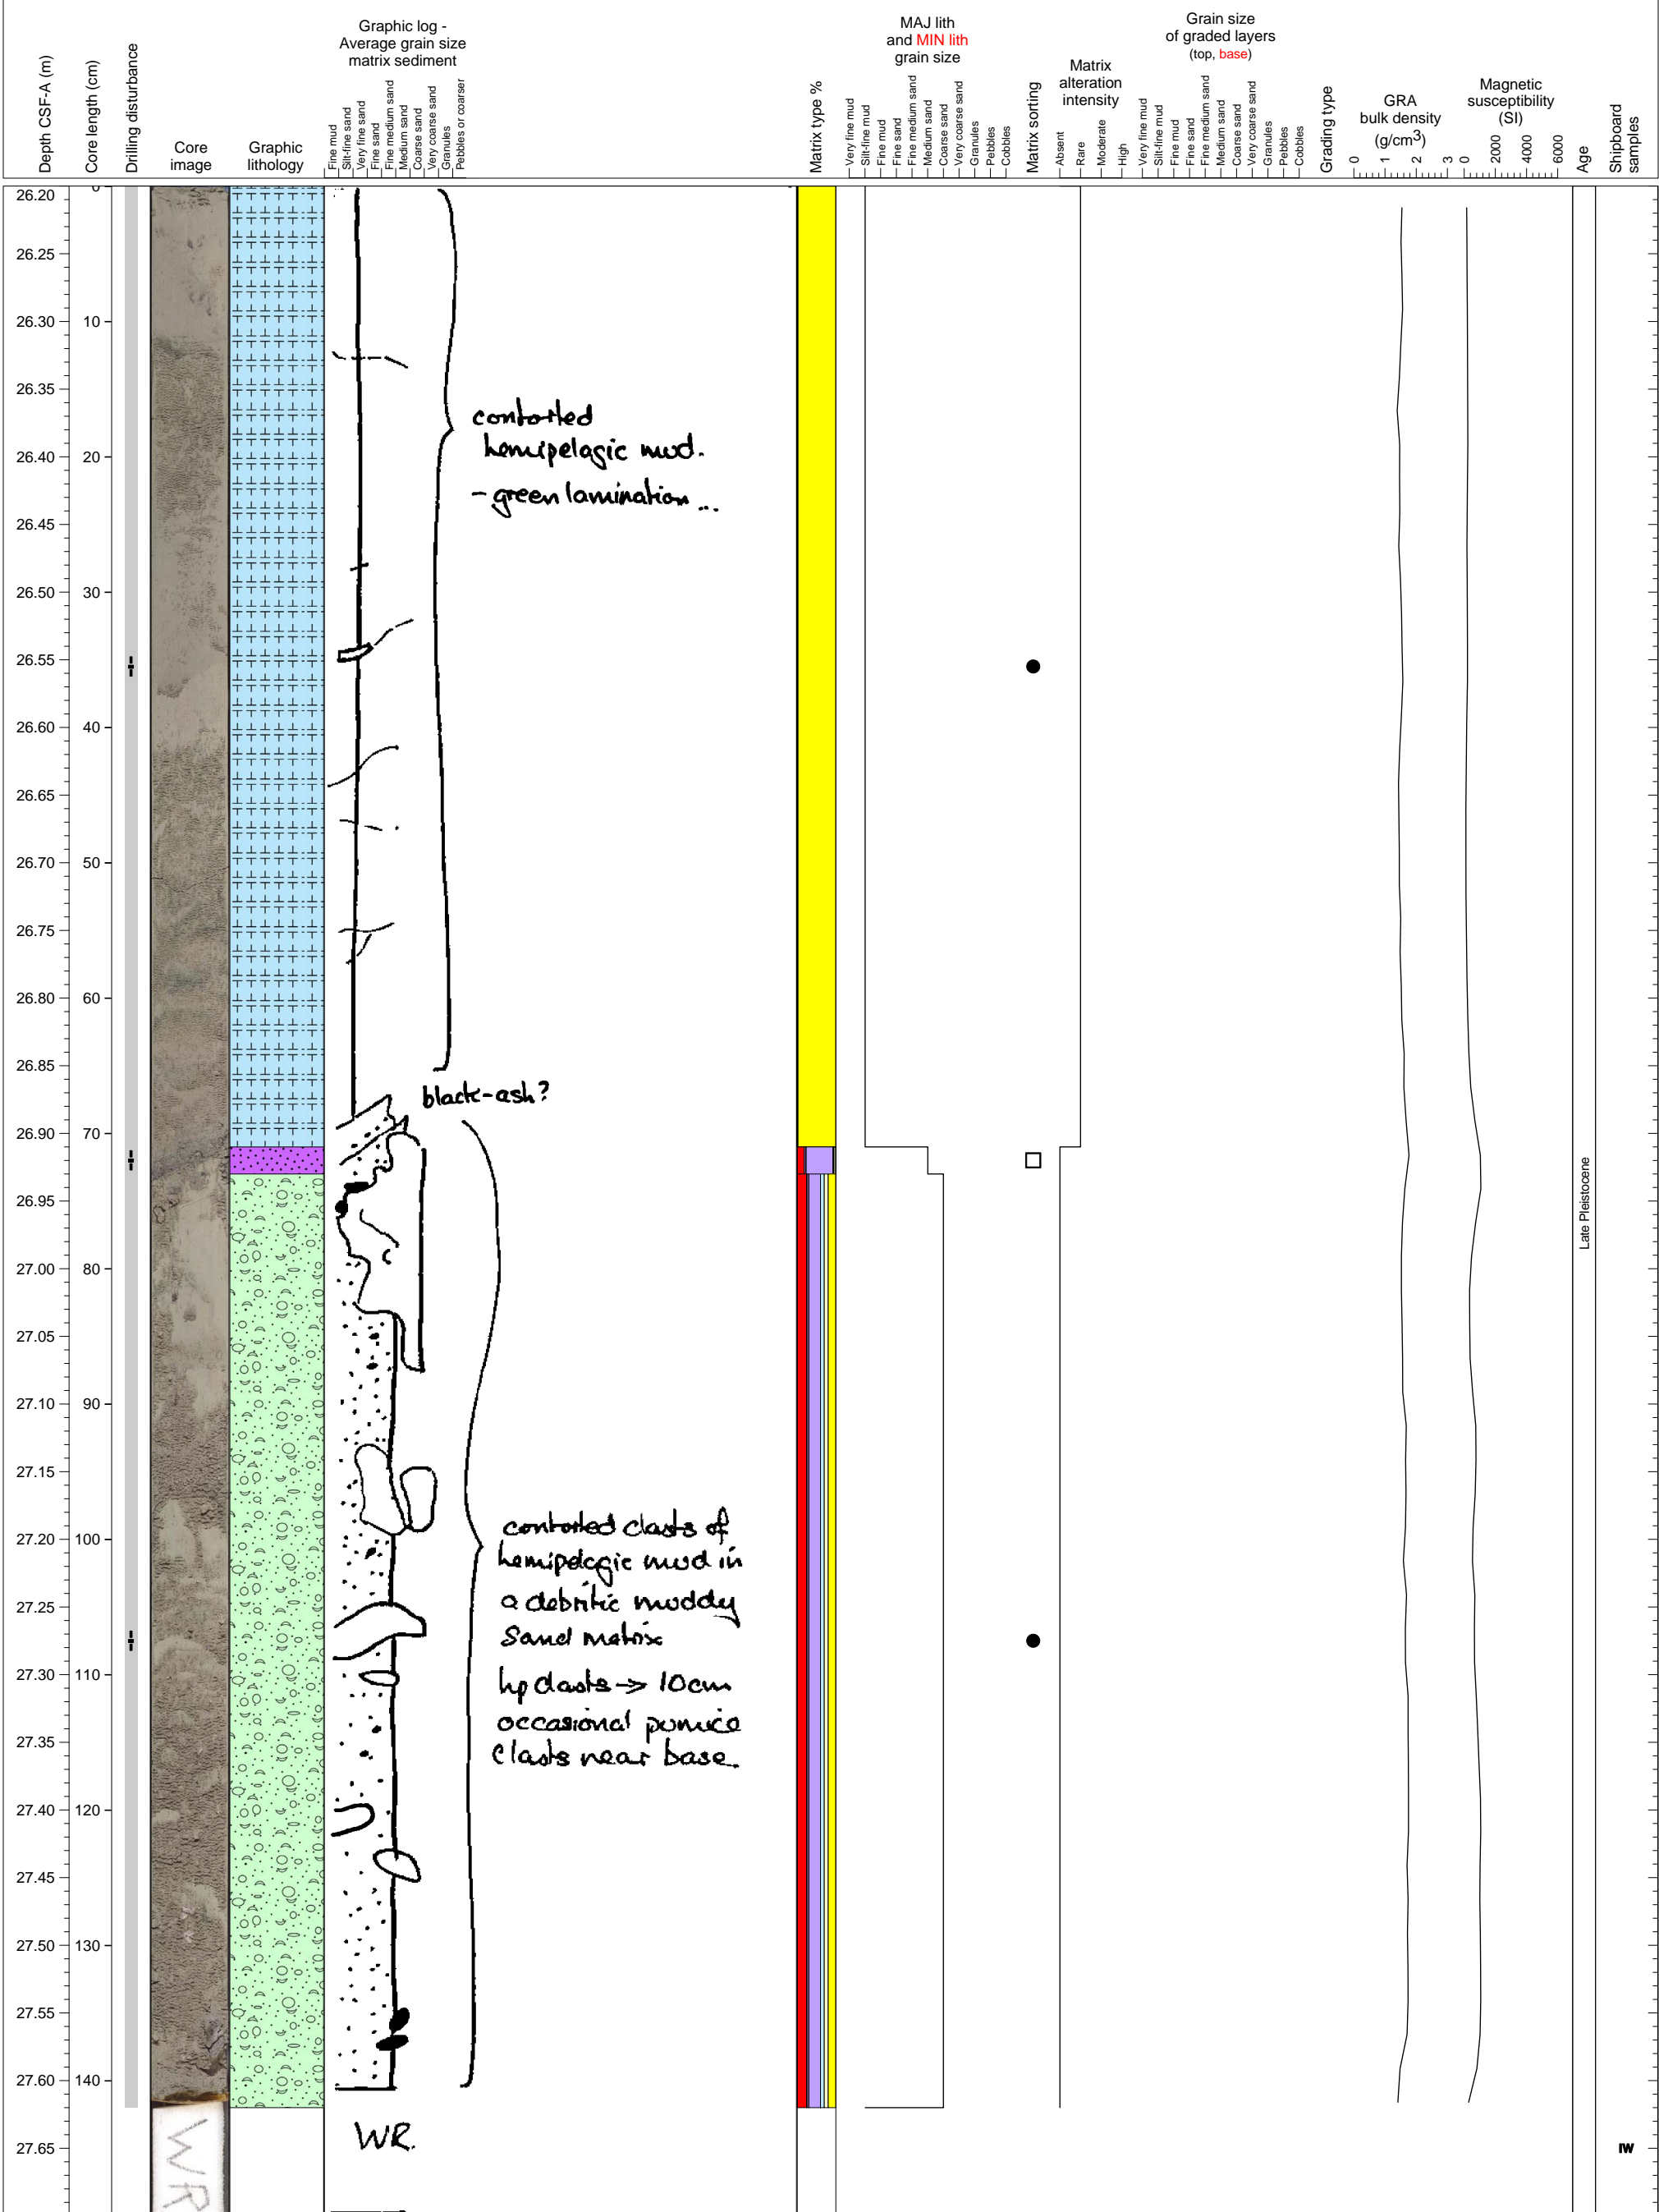 Depth CSF-A (m)
Core length (cm)
Drilling disturbance
Core
image
Graphic
lithology
Graphic log -
Average grain size
matrix sediment
Fine mud
Silt-fine sand
Very fine sand
Fine sand
Fine medium sand
Medium sand
Coarse sand
Very coarse sand
Granules
Pebbles or coarser
Matrix type %
MAJ lith
and MIN lith
grain size
Very fine mud
Silt-fine mud
Fine mud
Fine sand
Fine medium sand
Medium sand
Coarse sand
Very coarse sand
Granules
Pebbles
Cobbles
Matrix sorting
Matrix
alteration
intensity
Absent
Rare
Moderate
High
Grain size
of graded layers
(top, base)
Very fine mud
Silt-fine mud
Fine mud
Fine sand
Fine medium sand
Medium sand
Coarse sand
Very coarse sand
Granules
Pebbles
Cobbles
Grading type
GRA
bulk density
(g/cm3)
0 1 2 3
Magnetic
susceptibility
(SI)
0 2000 4000 6000
Age
Shipboard
samples
26.20 0
26.25
26.30 10
26.35
26.40 20
26.45
26.50 30
26.55
26.60 40
26.65
26.70 50
26.75
26.80 60
26.85
26.90 70
26.95
27.00 80
27.05
27.10 90
27.15
27.20 100
27.25
27.30 110
27.35
27.40 120
27.45
27.50 130
27.55
27.60 140
27.65
contorted
hemipelagic mud.
- green lamination ...
black-ash?
contorted clasts of
hemipelagic mud in
a debritic muddy
Sand matrix
hp clasts -> 10cm
occasional pumice
clasts near base.
WR.
WR
Late Pleistocene
IW